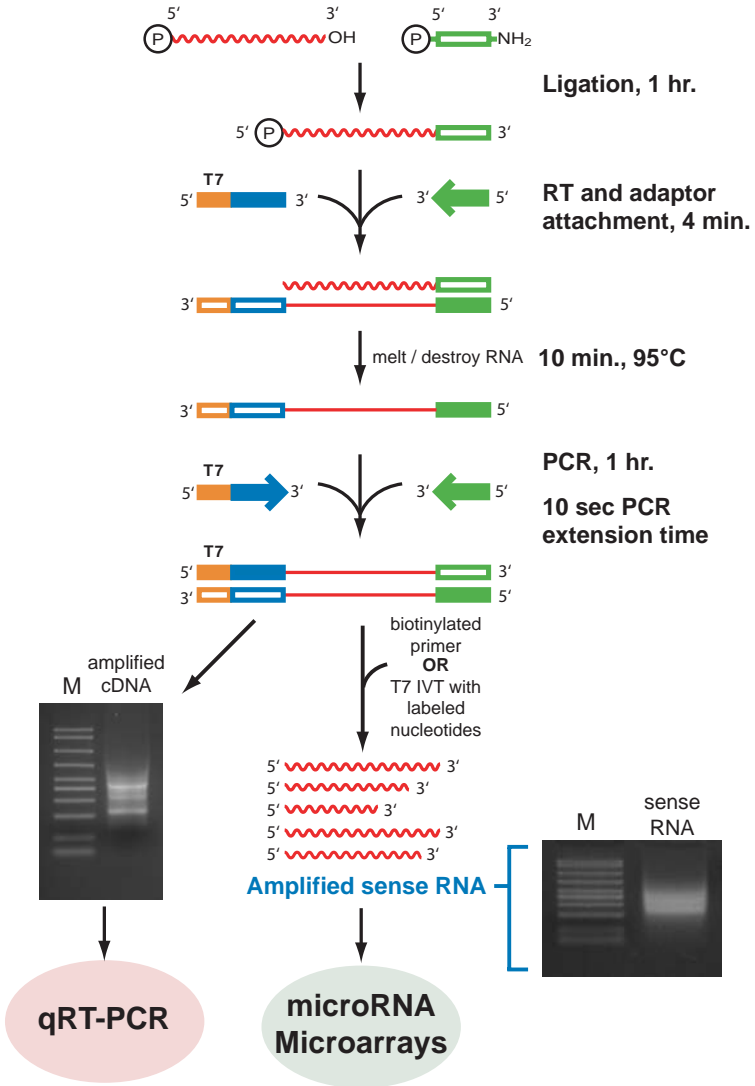 5‘ 3‘ 5‘ 3‘
P OH P NH2
Ligation, 1 hr.
5‘ P 3‘
T7
5‘ 3‘ 3‘ 5‘
RT and adaptor
attachment, 4 min.
3‘ 5‘
melt / destroy RNA 10 min., 95°C
3‘ 5‘
PCR, 1 hr.
T7
5‘ 3‘ 3‘ 5‘
10 sec PCR
extension time
T7
5‘ 3‘
3‘ 5‘
biotinylated
primer
OR
T7 IVT with
labeled
nucleotides
amplified
M cDNA
5‘ 3‘
5‘ 3‘
5‘ 3‘
5‘ 3‘
5‘ 3‘
Amplified sense RNA
sense
M RNA
qRT-PCR
microRNA
Microarrays